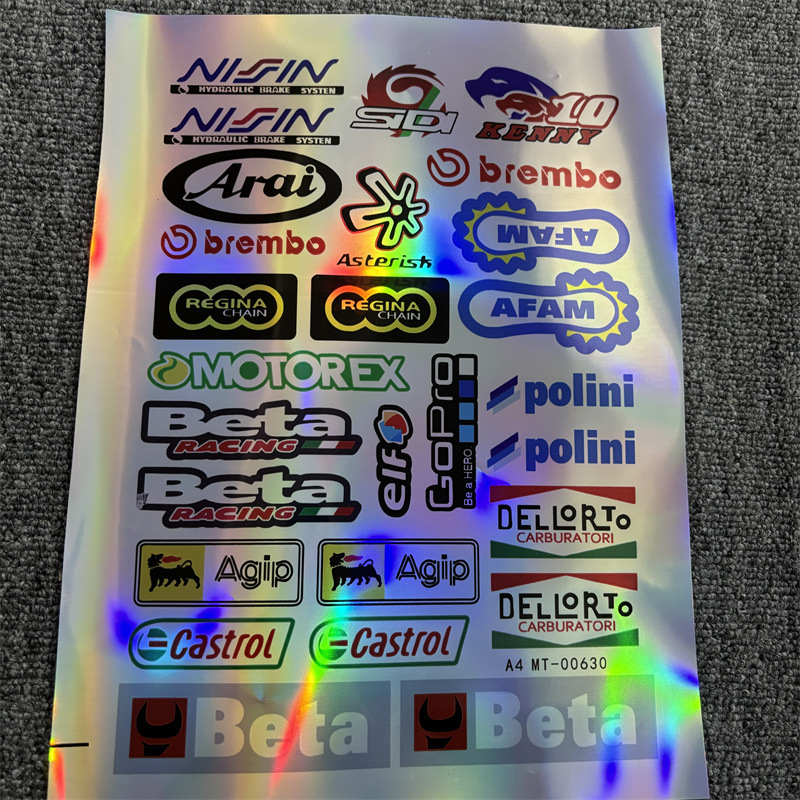 NISSIN
HYDRAULIC BRAKE SYSTEN
NISSIN
HYDRAULIC BRAKE SYSTEN
SIDI
10
KENNY
Arai
Asterisk
brembo
brembo
AFAM
REGINA
CHAIN
REGINA
CHAIN
AFAM
MOTOREX
GoPro
Be a HERO
polini
Beta
RACING
elf
polini
Beta
RACING
DELLORTO
CARBURATORI
Agip
Agip
DELLORTO
CARBURATORI
Castrol
Castrol
A4 MT-00630
Beta
Beta